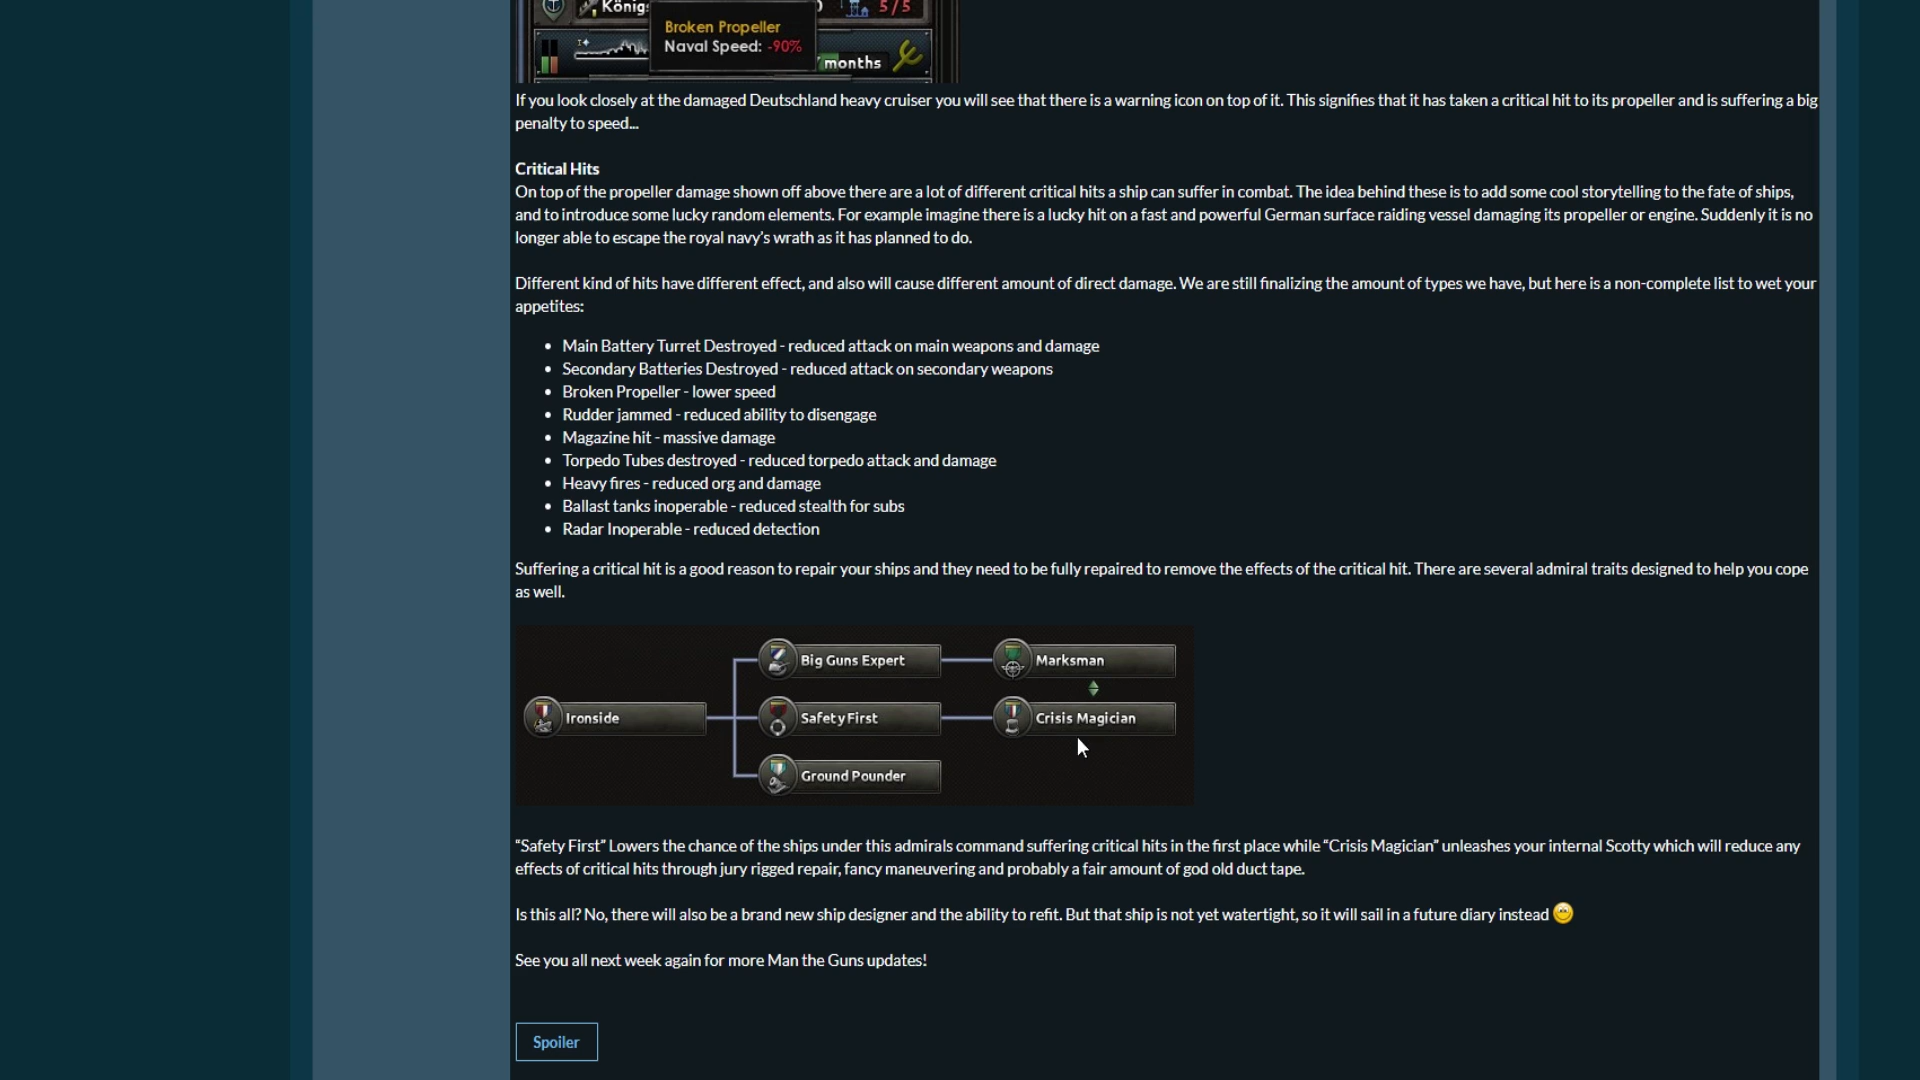 5/5
Broken Propeller
Naval Speed: -90%
months
If you look closely at the damaged Deutschland heavy cruiser you will see that there is a warning icon on top of it. This signifies that it has taken a critical hit to its propeller and is suffering a big
penalty to speed...
Critical Hits
On top of the propeller damage shown off above there are a lot of different critical hits a ship can suffer in combat. The idea behind these is to add some cool storytelling to the fate of ships,
and to introduce some lucky random elements. For example imagine there is a lucky hit on a fast and powerful German surface raiding vessel damaging its propeller or engine. Suddenly it is no
longer able to escape the royal navy's wrath as it has planned to do.
Different kind of hits have different effect, and also will cause different amount of direct damage. We are still finalizing the amount of types we have, but here is a non-complete list to wet your
appetites:
• Main Battery Turret Destroyed - reduced attack on main weapons and damage
• Secondary Batteries Destroyed - reduced attack on secondary weapons
• Broken Propeller - lower speed
• Rudder jammed - reduced ability to disengage
• Magazine hit - massive damage
• Torpedo Tubes destroyed - reduced torpedo attack and damage
• Heavy fires - reduced org and damage
• Ballast tanks inoperable - reduced stealth for subs
• Radar Inoperable - reduced detection
Suffering a critical hit is a good reason to repair your ships and they need to be fully repaired to remove the effects of the critical hit. There are several admiral traits designed to help you cope
as well.
Big Guns Expert
Marksman
Ironside
Safety First
Crisis Magician
Ground Pounder
"Safety First" Lowers the chance of the ships under this admirals command suffering critical hits in the first place while "Crisis Magician" unleashes your internal Scotty which will reduce any
effects of critical hits through jury rigged repair, fancy maneuvering and probably a fair amount of god old duct tape.
Is this all? No, there will also be a brand new ship designer and the ability to refit. But that ship is not yet watertight, so it will sail in a future diary instead
See you all next week again for more Man the Guns updates!
Spoiler